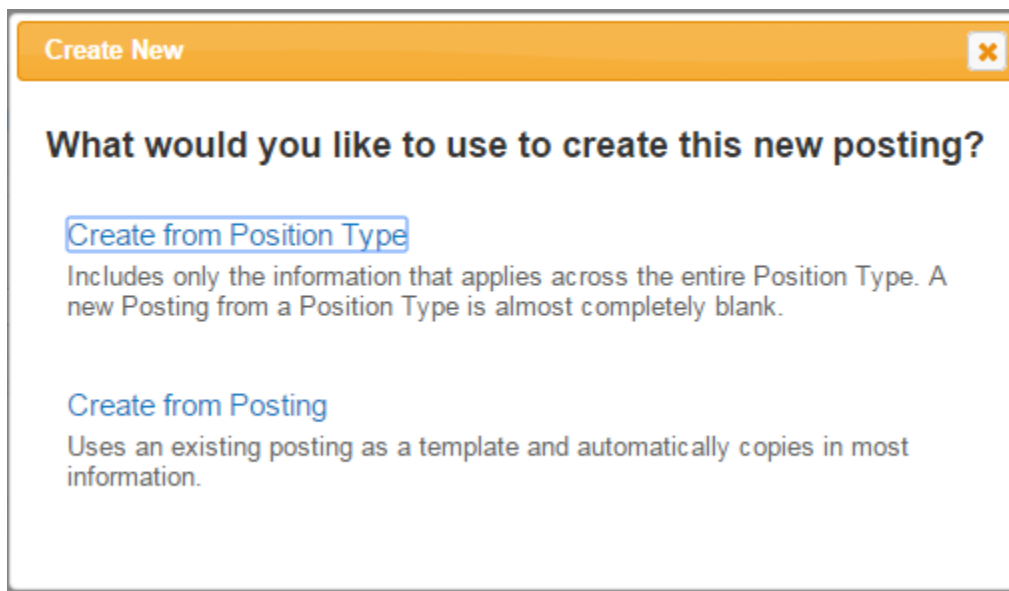 Create New
What would you like to use to create this new posting?
Create from Position Type
Includes only the information that applies across the entire Position Type. A
new Posting from a Position Type is almost completely blank.
Create from Posting
Uses an existing posting as a template and automatically copies in most
information.